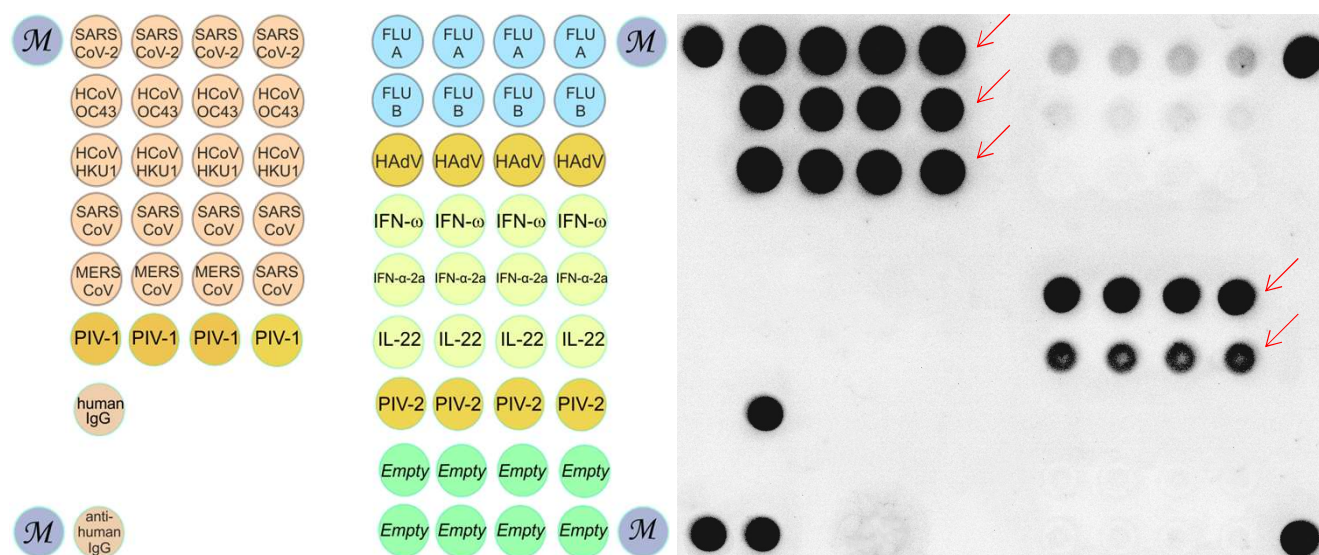 M SARS SARS SARS SARS FLU FLU FLU FLU M
CoV-2 CoV-2 CoV-2 CoV-2 A A A A
HCoV HCoV HCoV HCoV FLU FLU FLU FLU
OC43 OC43 OC43 OC43 B B B B
HCoV HCoV HCoV HCoV HAdV HAdV HAdV HAdV
HKU1 HKU1 HKU1 HKU1
SARS SARS SARS SARS IFN-ω IFN-ω IFN-ω IFN-ω
CoV CoV CoV CoV
MERS MERS MERS SARS IFN-α-2a IFN-α-2a IFN-α-2a IFN-α-2a
CoV CoV CoV CoV
PIV-1 PIV-1 PIV-1 PIV-1 IL-22 IL-22 IL-22 IL-22
human PIV-2 PIV-2 PIV-2 PIV-2
IgG
Empty Empty Empty Empty
M anti- Empty Empty Empty Empty M
human
IgG